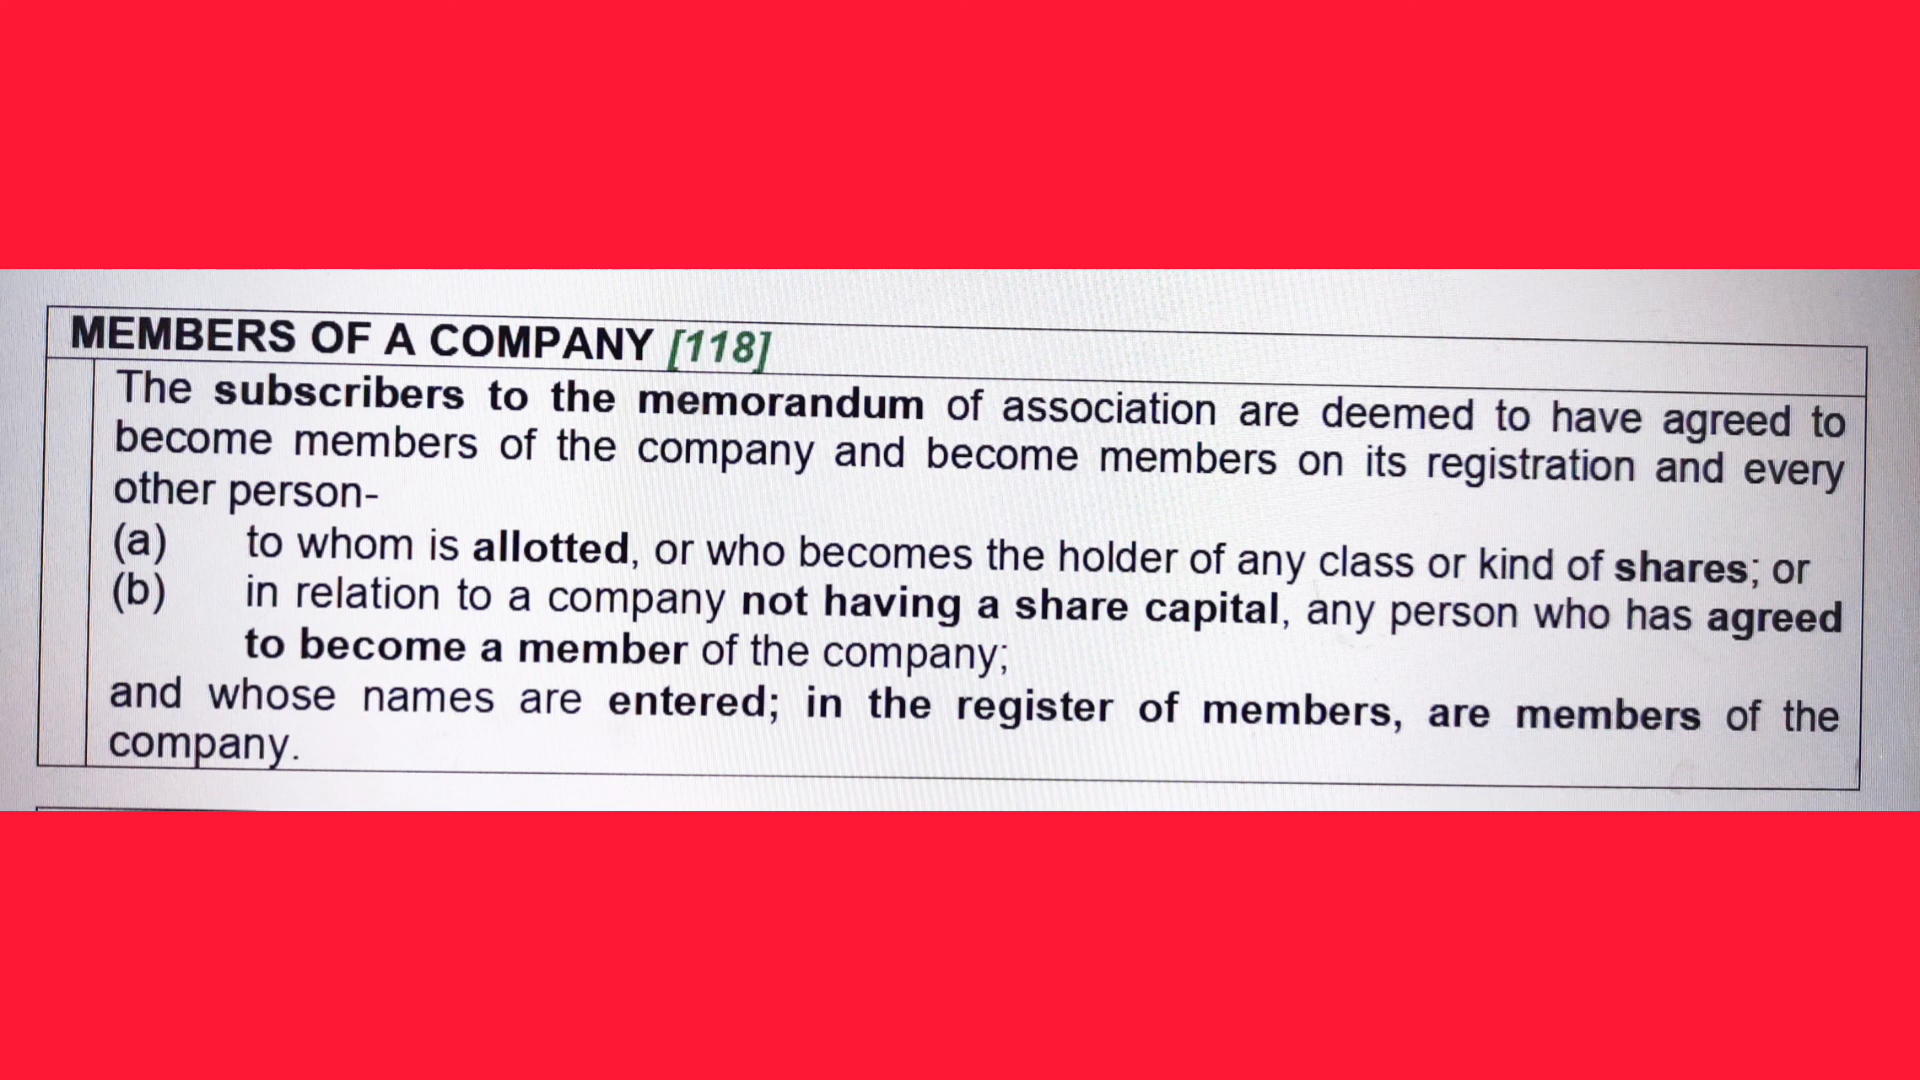 MEMBERS OF A COMPANY [118]
The subscribers to the memorandum of association are deemed to have agreed to
become members of the company and become members on its registration and every
other person-
(a) to whom is allotted, or who becomes the holder of any class or kind of shares; or
(b) in relation to a company not having a share capital, any person who has agreed
to become a member of the company;
and whose names are entered; in the register of members, are members of the
company.